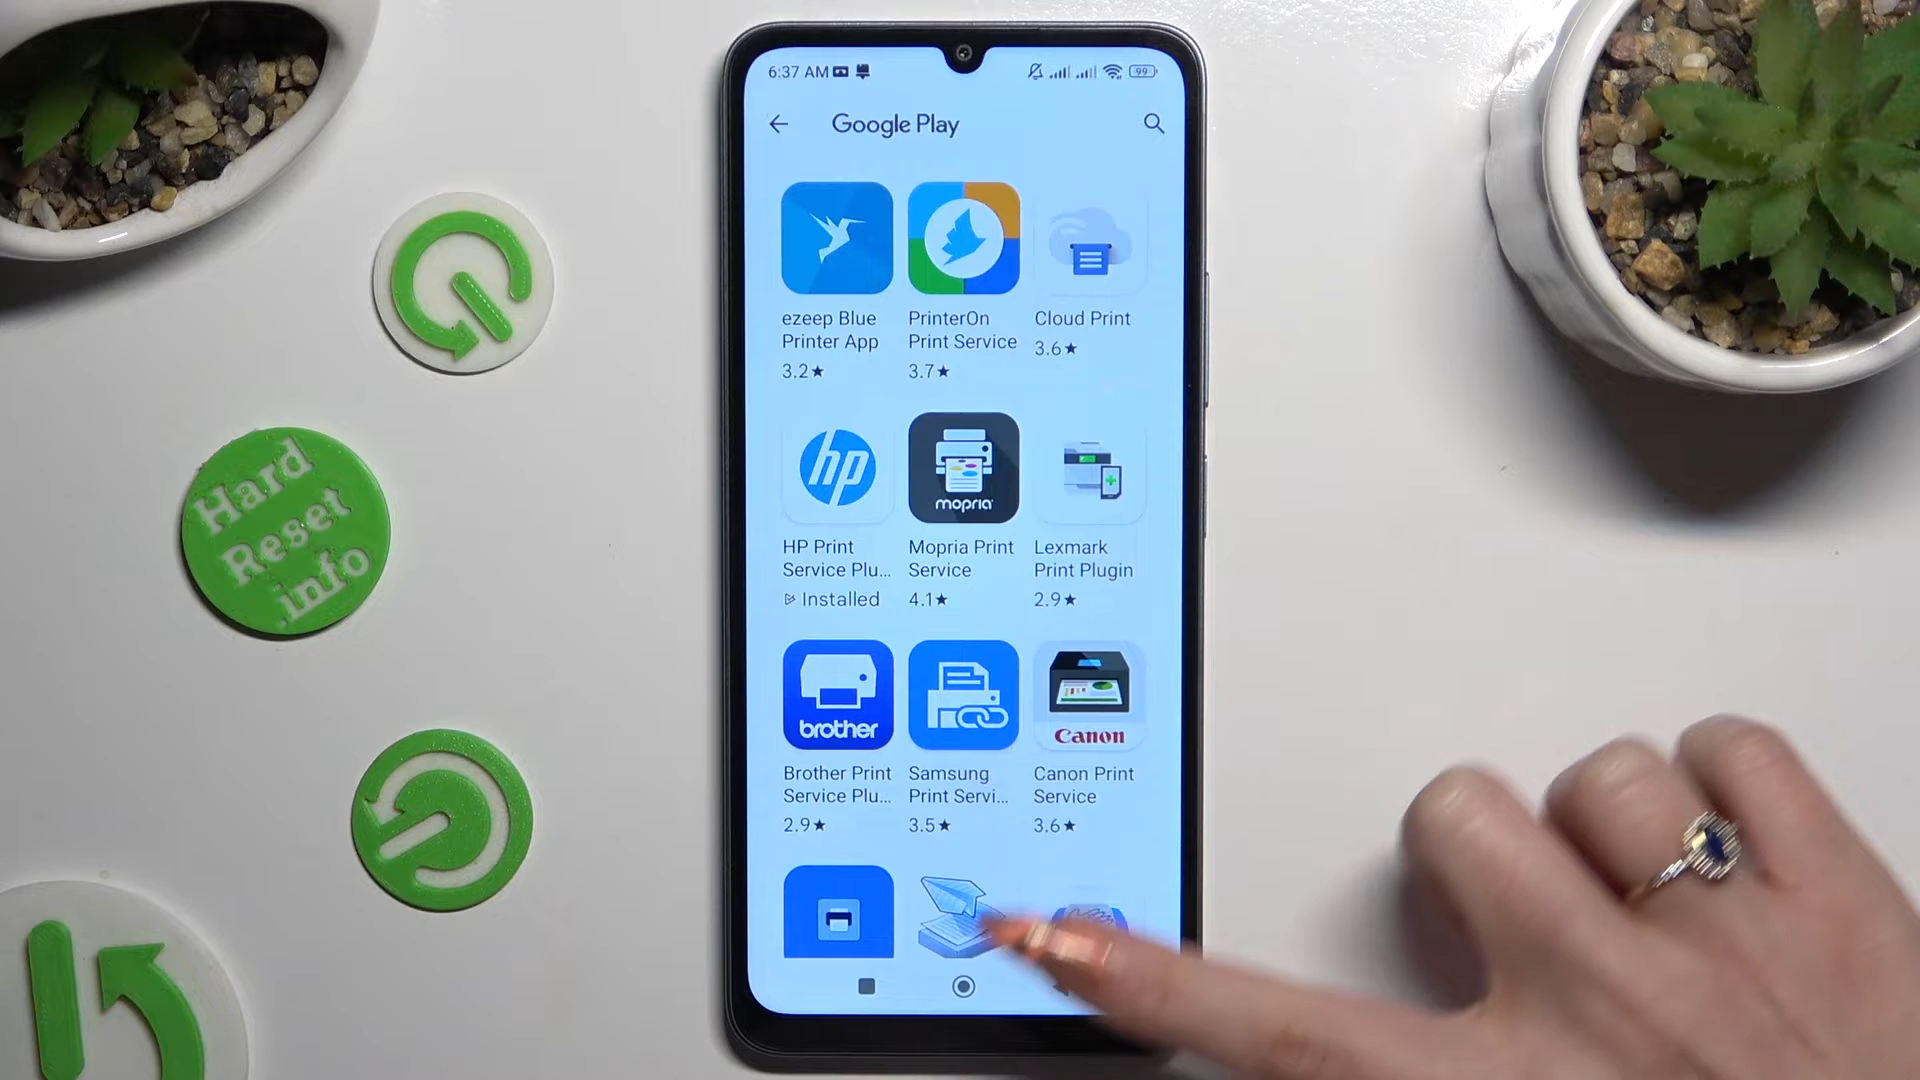 6:37 AM
99
Google Play
ezeep Blue
Printer App
3.2★
PrinterOn
Print Service
3.7★
Cloud Print
3.6★
hp
mopria
HP Print
Service Plu...
Installed
Mopria Print
Service
4.1★
Lexmark
Print Plugin
2.9★
brother
Canon
Brother Print
Service Plu...
2.9★
Samsung
Print Servi...
3.5★
Canon Print
Service
3.6★
Hard
Reset
.info